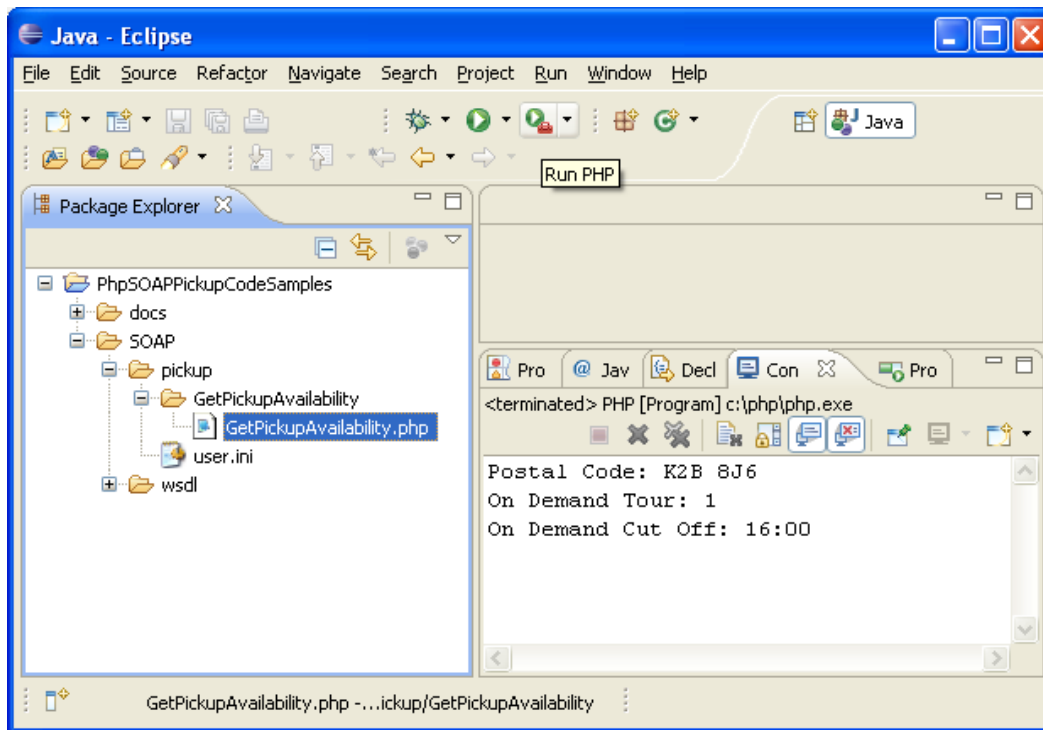 Java - Eclipse
File Edit Source Refactor Navigate Search Project Run Window Help
Java
Run PHP
Package Explorer
PhpSOAPPickupCodeSamples
docs
SOAP
pickup
GetPickupAvailability
GetPickupAvailability.php
user.ini
wsdl
Pro @ Jav Decl Con Pro
<terminated> PHP [Program] c:\php\php.exe
Postal Code: K2B 8J6
On Demand Tour: 1
On Demand Cut Off: 16:00
GetPickupAvailability.php -...ickup/GetPickupAvailability